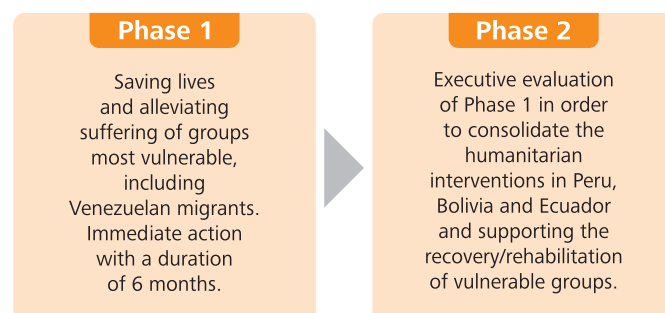 Phase 1
Saving lives
and alleviating
suffering of groups
most vulnerable,
including
Venezuelan migrants.
Immediate action
with a duration
of 6 months.
Phase 2
Executive evaluation
of Phase 1 in order
to consolidate the
humanitarian
interventions in Peru,
Bolivia and Ecuador
and supporting the
recovery/rehabilitation
of vulnerable groups.